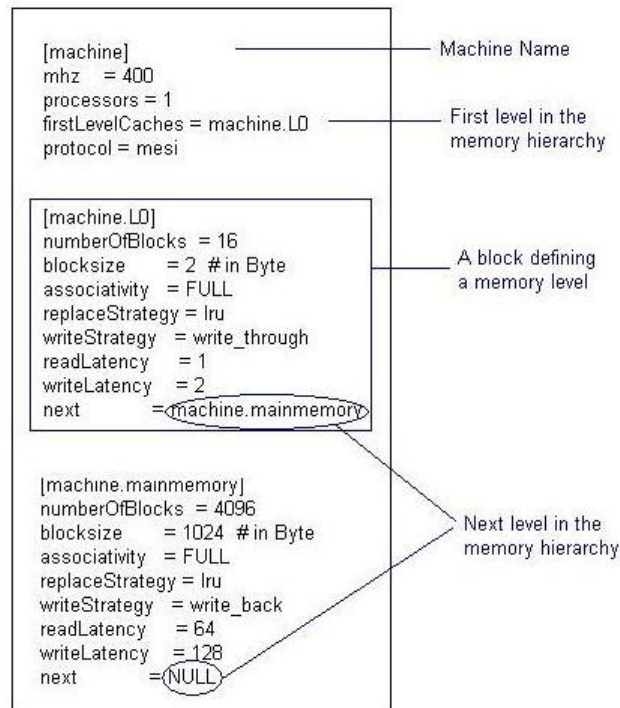 [machine]
mhz = 400
processors = 1
firstLevelCaches = machine.L0
protocol = mesi
Machine Name
First level in the
memory hierarchy
[machine.L0]
numberOfBlocks = 16
blocksize = 2 # in Byte
associativity = FULL
replaceStrategy = lru
writeStrategy = write_through
readLatency = 1
writeLatency = 2
next = machine.mainmemory
A block defining
a memory level
[machine.mainmemory]
numberOfBlocks = 4096
blocksize = 1024 # in Byte
associativity = FULL
replaceStrategy = lru
writeStrategy = write_back
readLatency = 64
writeLatency = 128
next = NULL
Next level in the
memory hierarchy